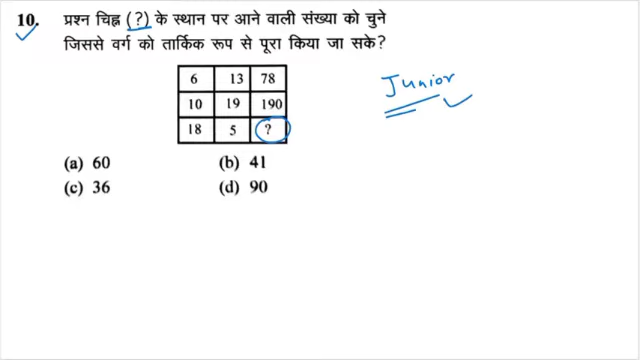 10. प्रश्न चिह्न (?) के स्थान पर आने वाली संख्या को चुने
जिससे वर्ग को तार्किक रूप से पूरा किया जा सके?
6 13 78
10 19 190
18 5 ?
Junior
(a) 60 (b) 41
(c) 36 (d) 90